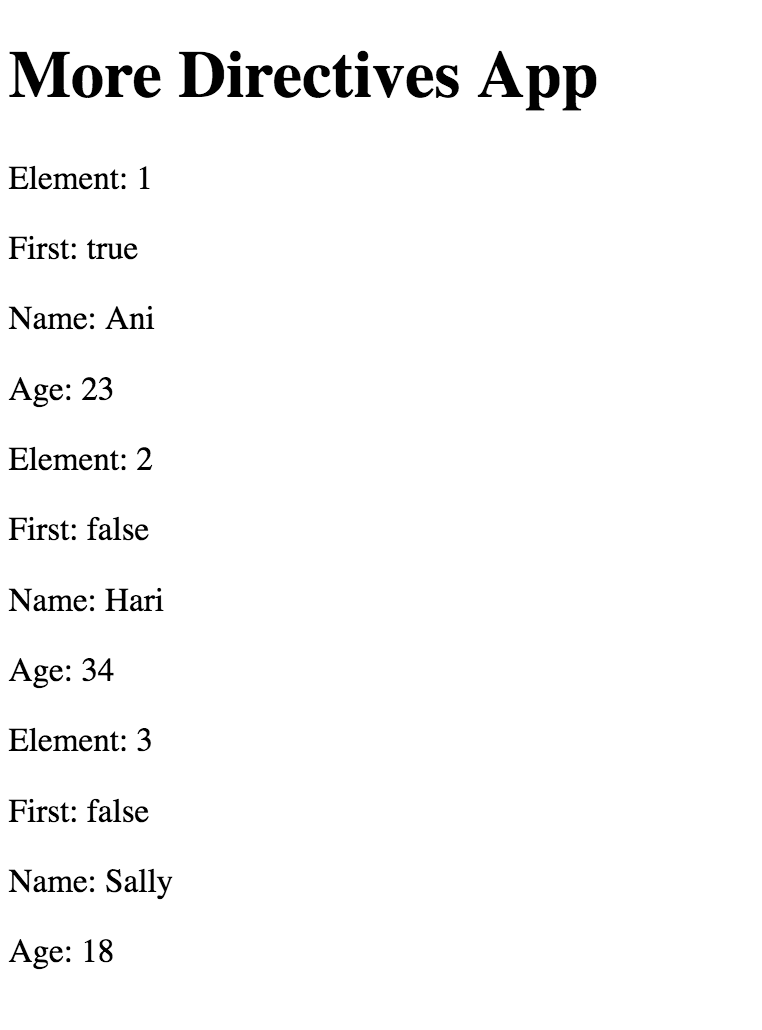 More Directives App
Element: 1
First: true
Name: Ani
Age: 23
Element: 2
First: false
Name: Hari
Age: 34
Element: 3
First: false
Name: Sally
Age: 18